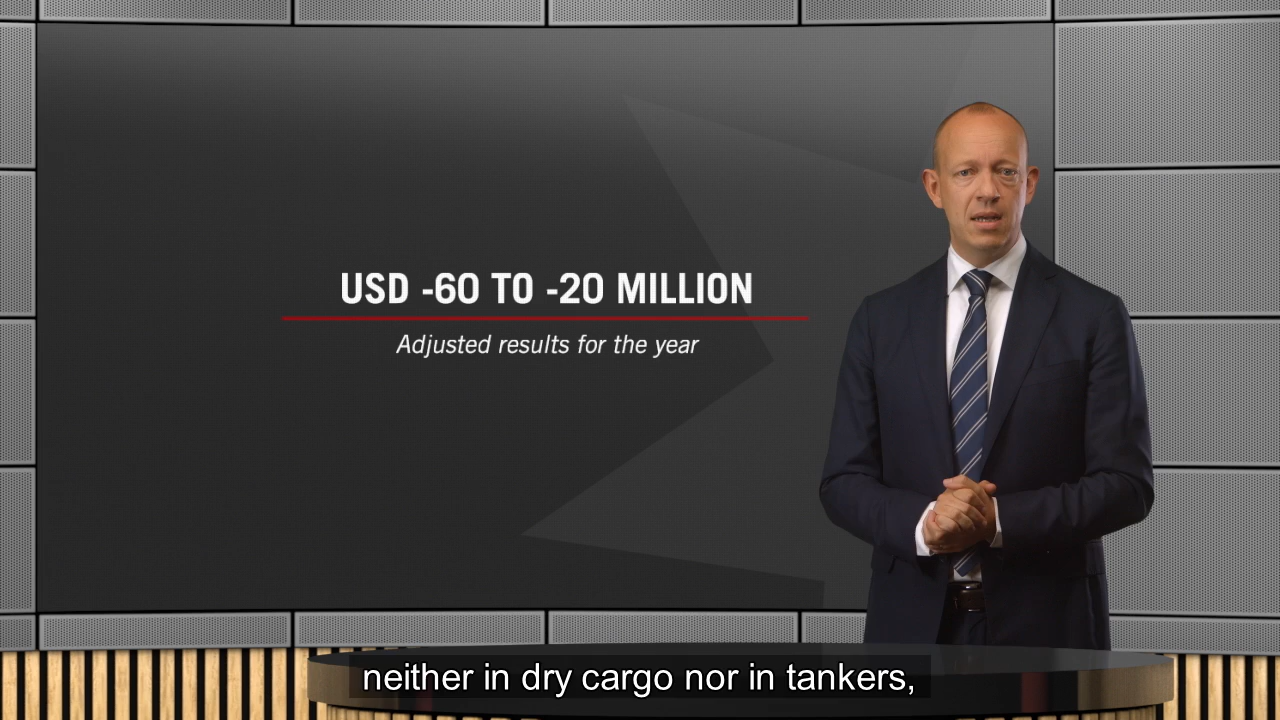 USD -60 TO -20 MILLION
Adjusted results for the year
neither in dry cargo nor in tankers,